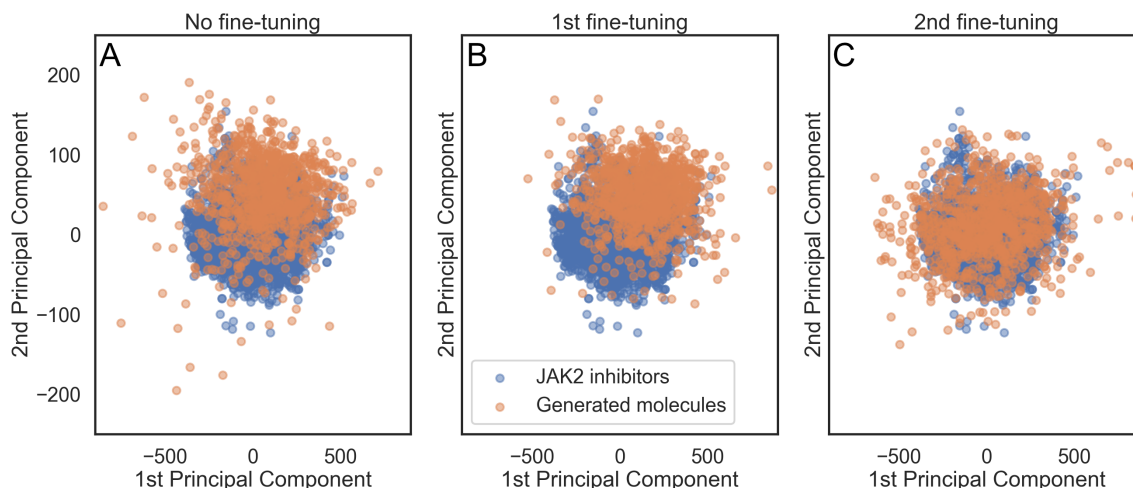 No fine-tuning
1st fine-tuning
2nd fine-tuning
A
B
C
200
100
0
−100
−200
2nd Principal Component
2nd Principal Component
2nd Principal Component
JAK2 inhibitors
Generated molecules
−500 0 500
−500 0 500
−500 0 500
1st Principal Component
1st Principal Component
1st Principal Component